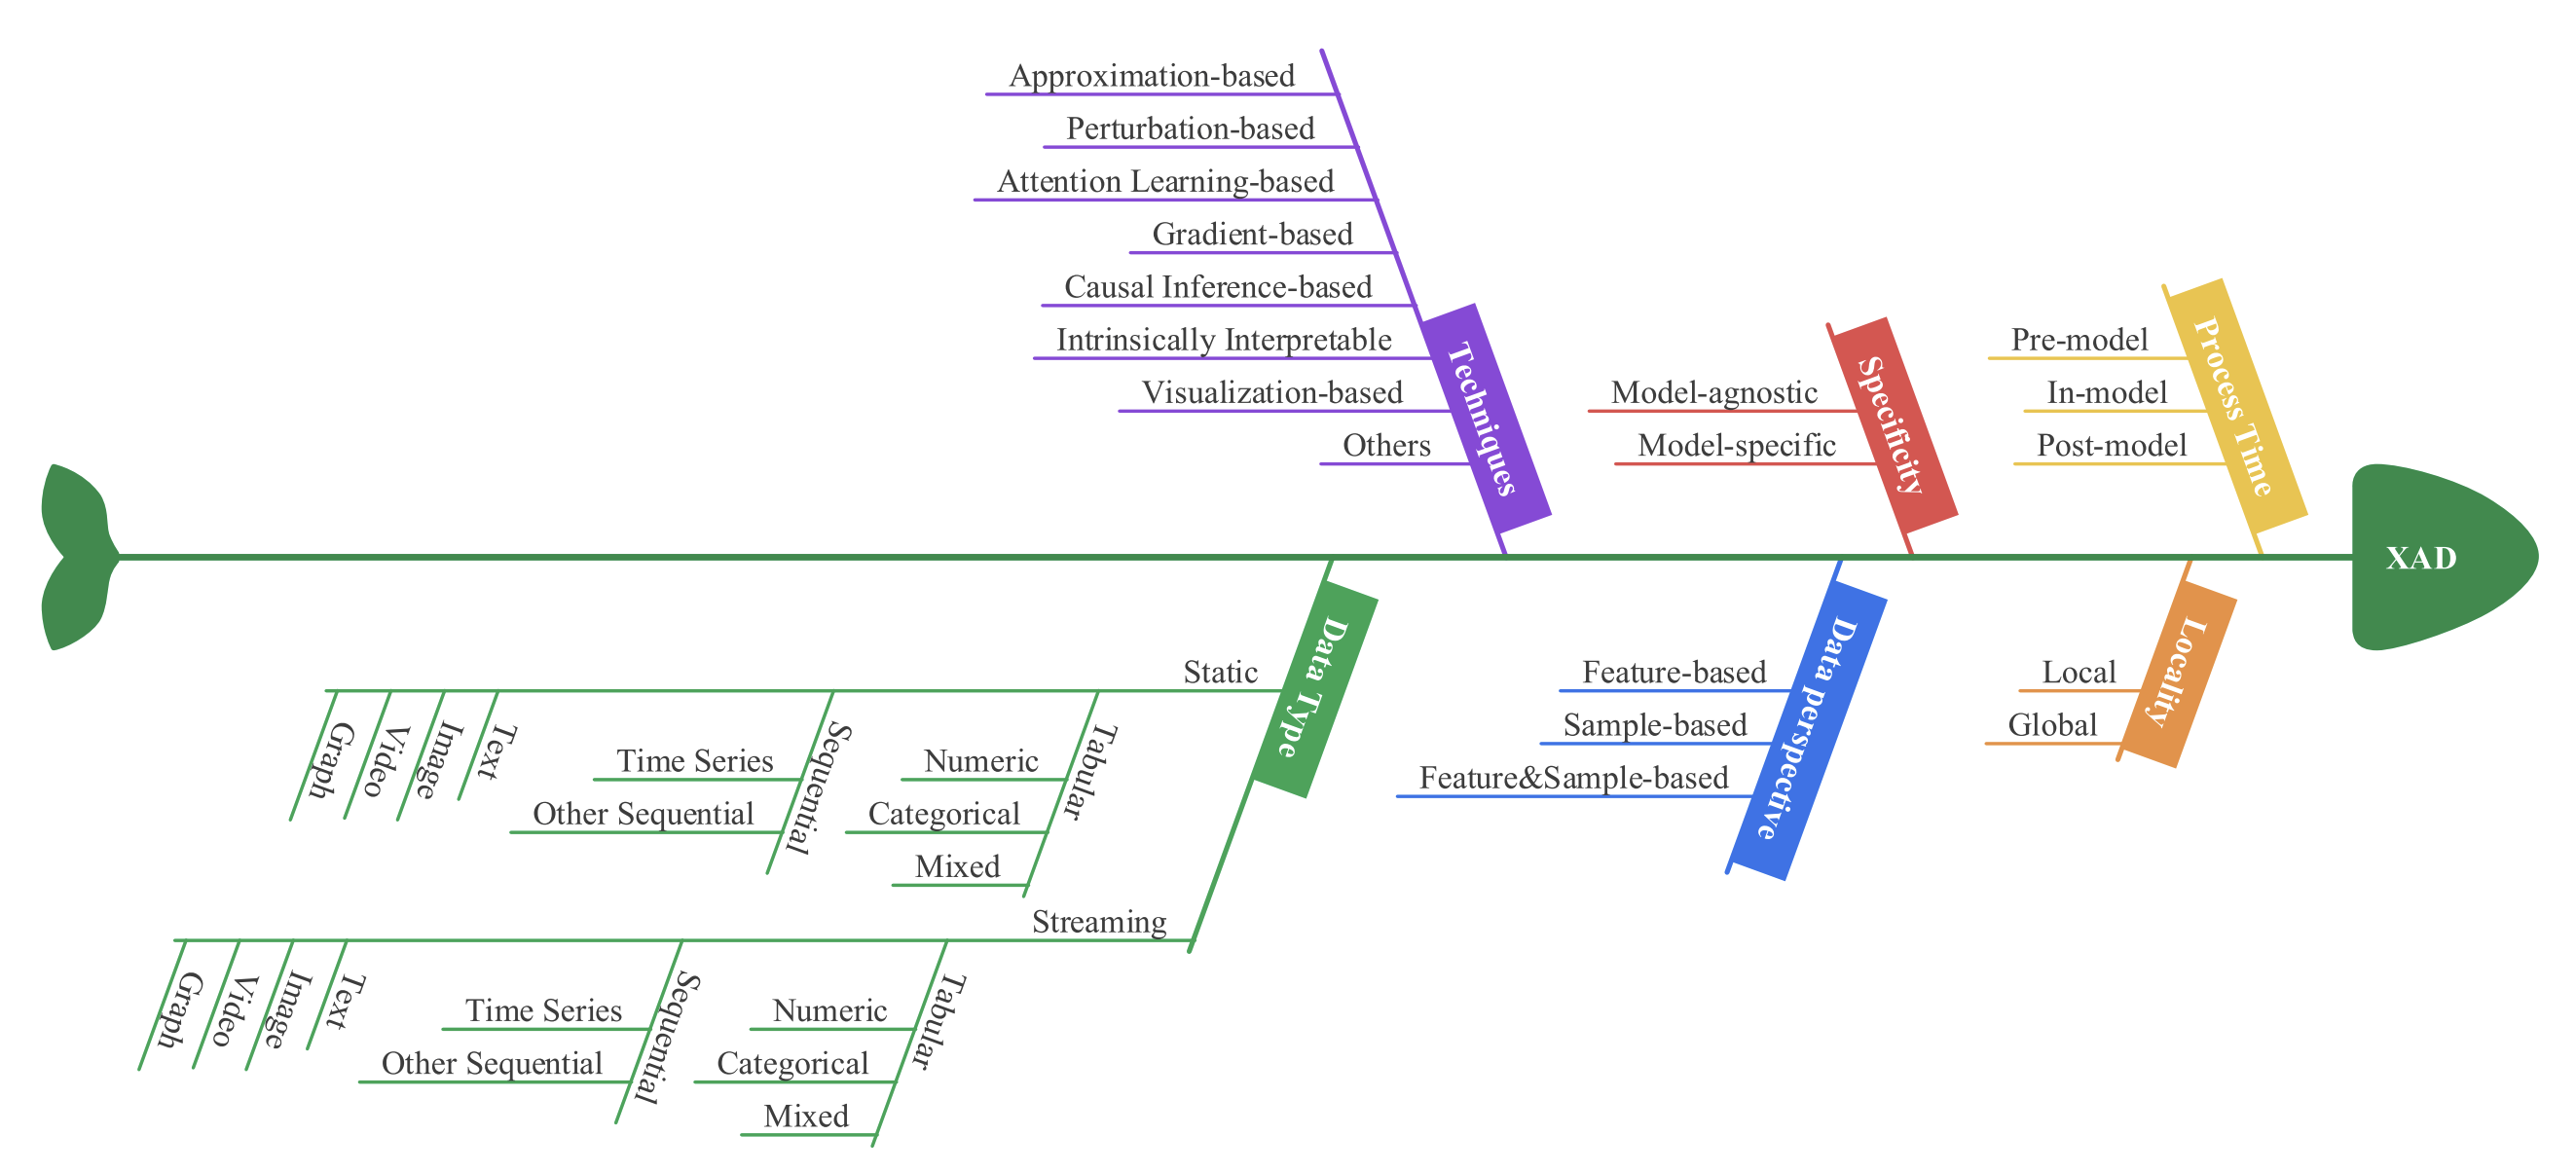 Approximation-based
Perturbation-based
Attention Learning-based
Gradient-based
Causal Inference-based
Intrinsically Interpretable
Visualization-based
Others
Techniques
Model-agnostic
Model-specific
Specificity
Pre-model
In-model
Post-model
Process Time
XAD
Data Type
Static
Tabular
Numeric
Categorical
Mixed
Sequential
Time Series
Other Sequential
Text
Image
Video
Graph
Streaming
Tabular
Numeric
Categorical
Mixed
Sequential
Time Series
Other Sequential
Text
Image
Video
Graph
Data perspective
Feature-based
Sample-based
Feature&Sample-based
Locality
Local
Global